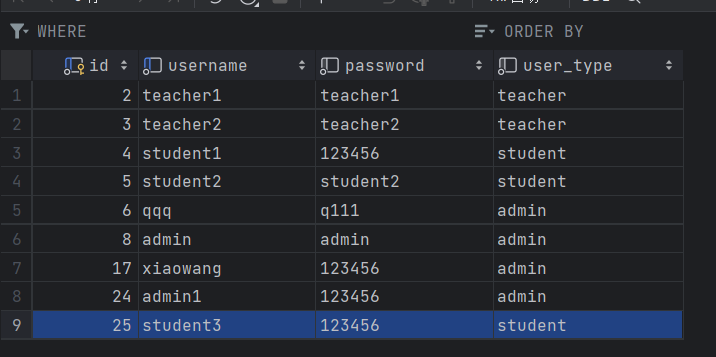 WHERE ORDER BY
id username password user_type
1 2 teacher1 teacher1 teacher
2 3 teacher2 teacher2 teacher
3 4 student1 123456 student
4 5 student2 student2 student
5 6 qqq q111 admin
6 8 admin admin admin
7 17 xiaowang 123456 admin
8 24 admin1 123456 admin
9 25 student3 123456 student